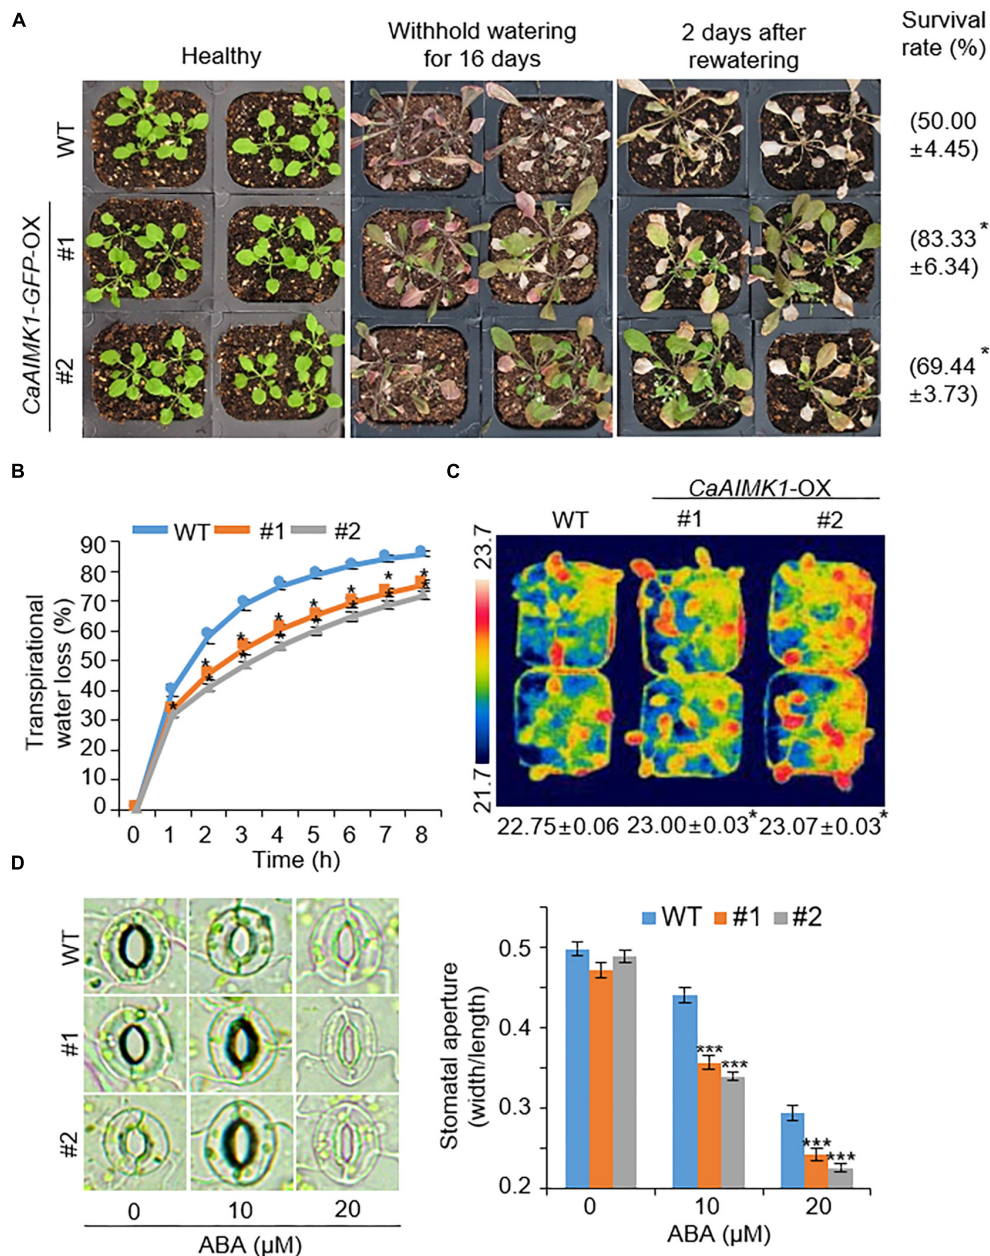 A
Healthy
Withhold watering
for 16 days
2 days after
rewatering
Survival
rate (%)
WT
(50.00
±4.45)
CaAIMK1-GFP-OX
#1
(83.33*
±6.34)
#2
(69.44*
±3.73)
B
WT #1 #2
Transpirational
water loss (%)
90
80
70
60
50
40
30
20
10
0
* * * * * * * *
* * * * * * *
0 1 2 3 4 5 6 7 8
Time (h)
C
CaAIMK1-OX
WT #1 #2
23.7
21.7
22.75±0.06 23.00±0.03* 23.07±0.03*
D
WT
#1
#2
0 10 20
ABA (µM)
WT #1 #2
Stomatal aperture
(width/length)
0.5
0.4
0.3
0.2
*** ***
*** ***
0 10 20
ABA (µM)